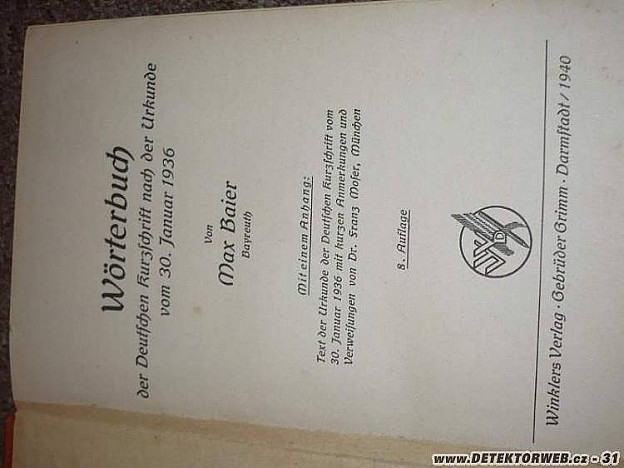 Wörterbuch
der Deutschen Kurzschrift nach der Urkunde
vom 30. Januar 1936
Von
Max Baier
Bayreuth
Mit einem Anhang:
Text der Urkunde der Deutschen Kurzschrift vom
30. Januar 1936 mit kurzen Anmerkungen und
Verweisungen von Dr. Franz Moser, München
8. Auflage
Winklers Verlag · Gebrüder Grimm · Darmstadt / 1940
www.DETEKTORWEB.cz - 31